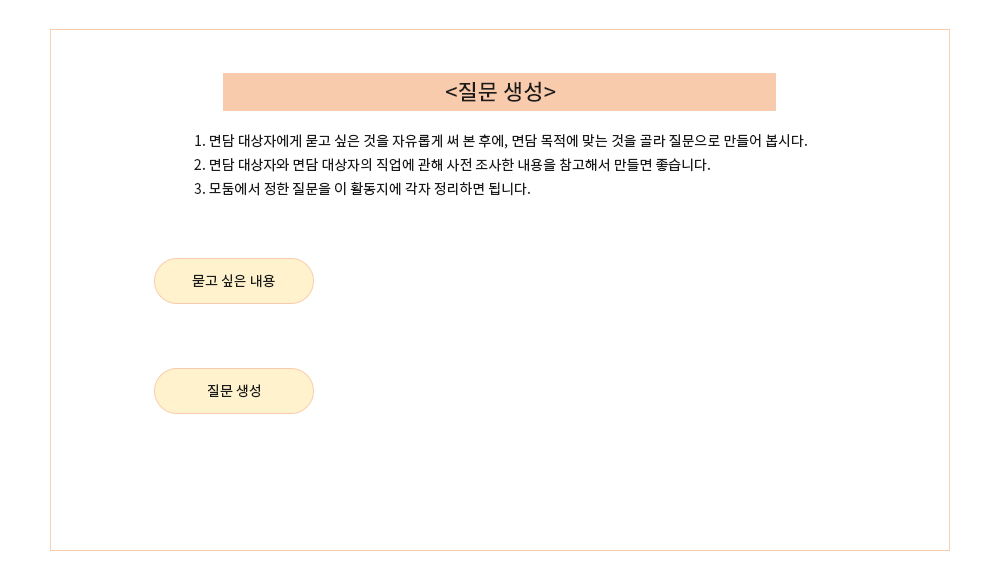 <질문 생성>
1. 면담 대상자에게 묻고 싶은 것을 자유롭게 써 본 후에, 면담 목적에 맞는 것을 골라 질문으로 만들어 봅시다.
2. 면담 대상자와 면담 대상자의 직업에 관해 사전 조사한 내용을 참고해서 만들면 좋습니다.
3. 모둠에서 정한 질문을 이 활동지에 각자 정리하면 됩니다.
묻고 싶은 내용
질문 생성